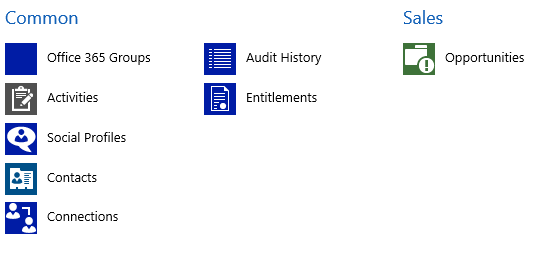 Common
Office 365 Groups
Activities
Social Profiles
Contacts
Connections
Audit History
Entitlements
Sales
Opportunities